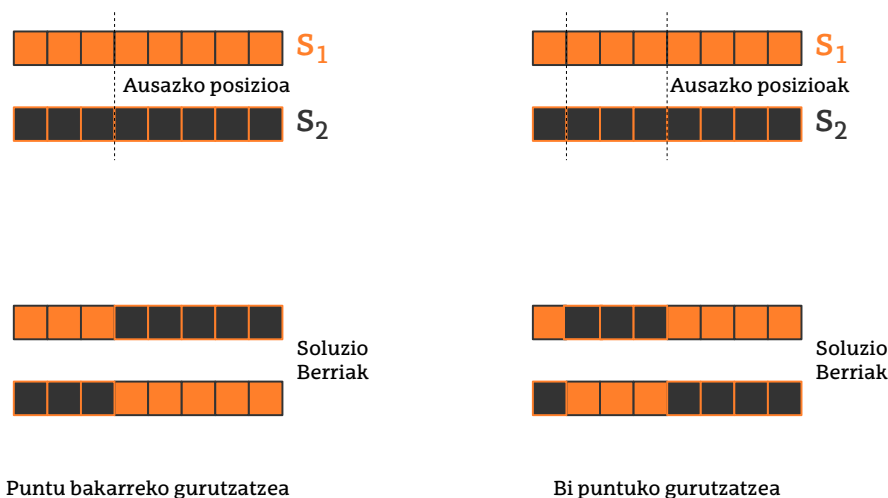 S₁
Ausazko posizioa
S₂
Soluzio
Berriak
Puntu bakarreko gurutzatzea
S₁
Ausazko posizioak
S₂
Soluzio
Berriak
Bi puntuko gurutzatzea